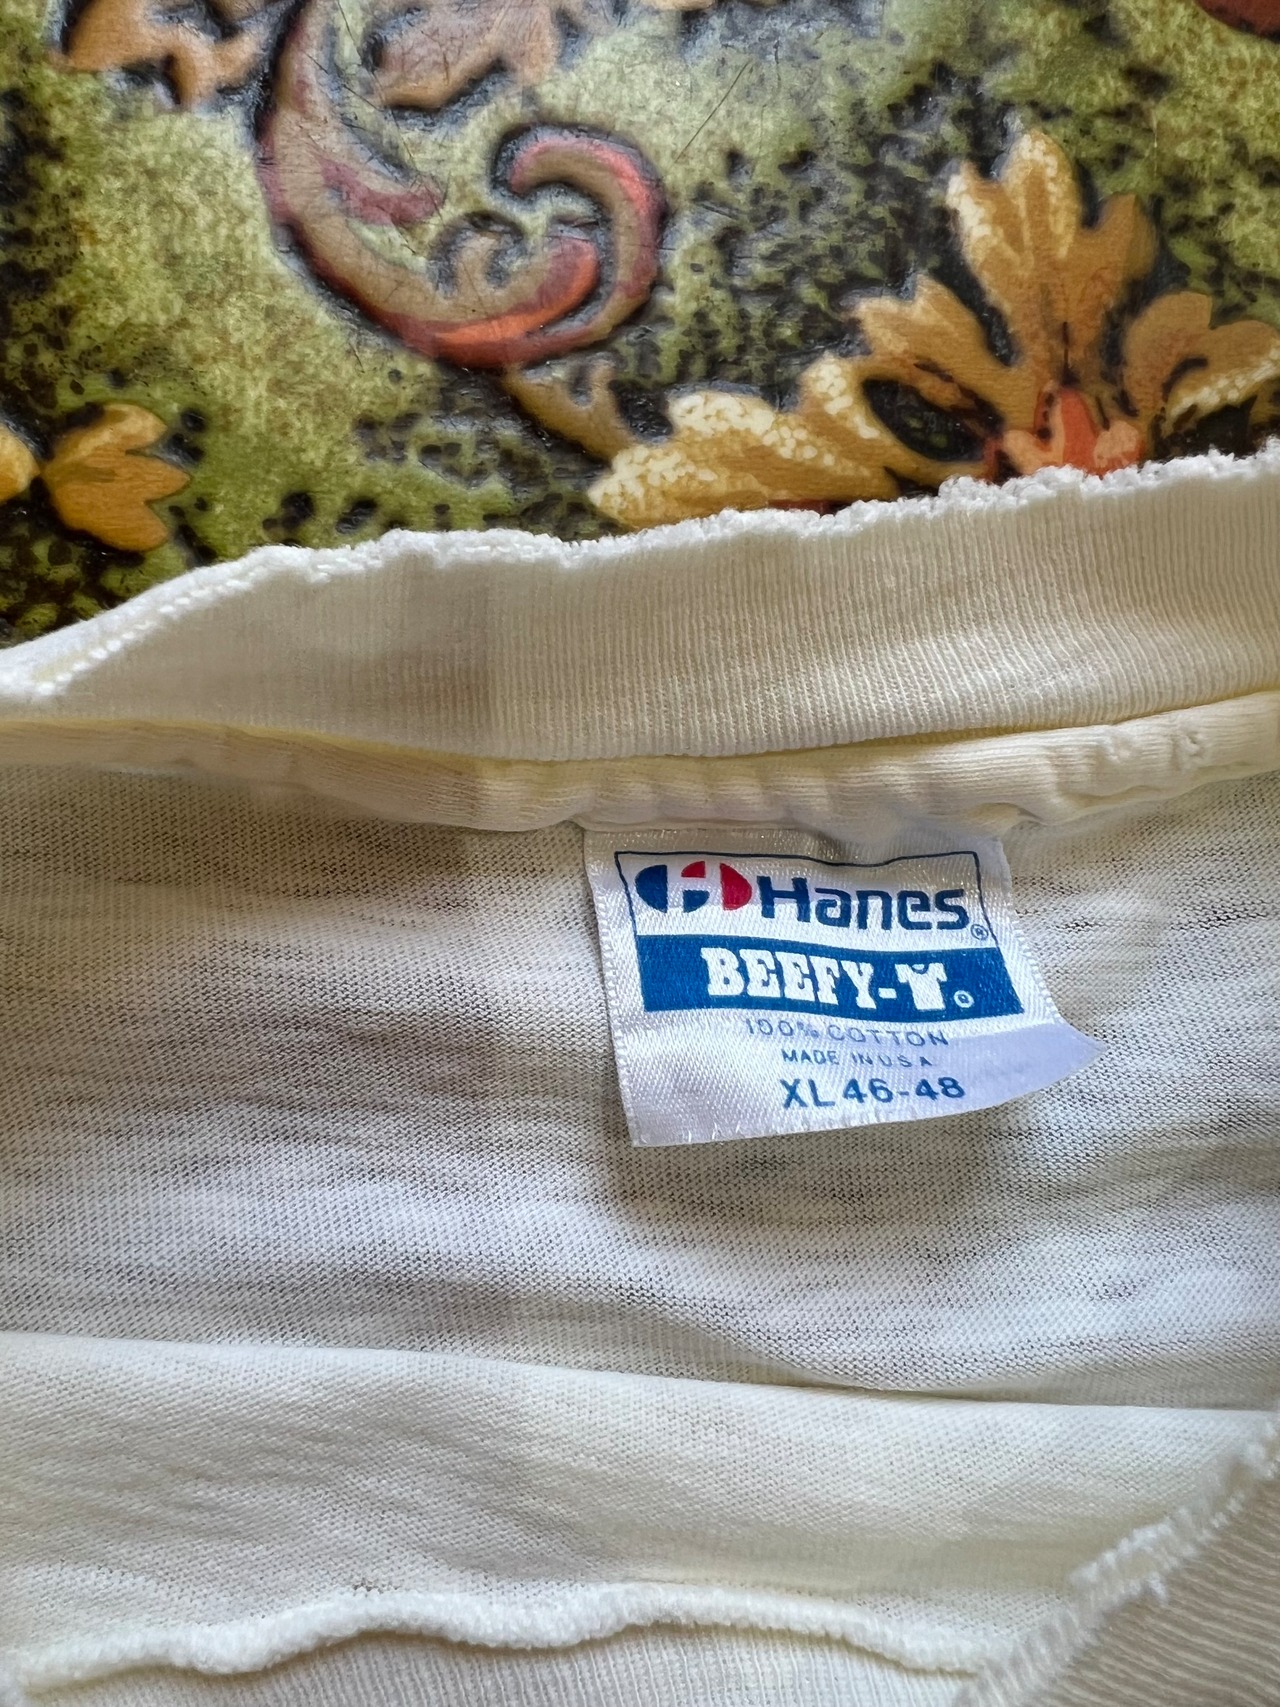 Hanes®
BEEFY-T®
100% COTTON
MADE IN U S A
XL 46-48